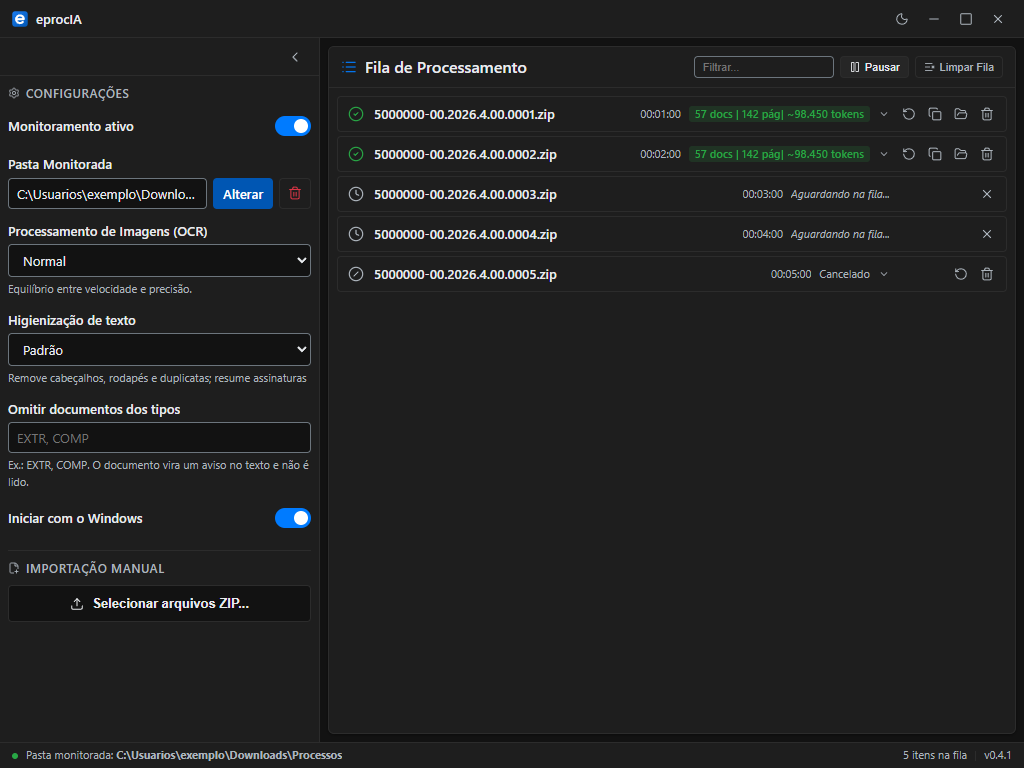 e eprocIA
CONFIGURAÇÕES
Monitoramento ativo
Pasta Monitorada
C:\Usuarios\exemplo\Downlo...
Alterar
Processamento de Imagens (OCR)
Normal
Equilíbrio entre velocidade e precisão.
Higienização de texto
Padrão
Remove cabeçalhos, rodapés e duplicatas; resume assinaturas
Omitir documentos dos tipos
EXTR, COMP
Ex.: EXTR, COMP. O documento vira um aviso no texto e não é
lido.
Iniciar com o Windows
IMPORTAÇÃO MANUAL
Selecionar arquivos ZIP...
Fila de Processamento
Filtrar...
Pausar
Limpar Fila
5000000-00.2026.4.00.0001.zip 00:01:00 57 docs | 142 pág| ~98.450 tokens
5000000-00.2026.4.00.0002.zip 00:02:00 57 docs | 142 pág| ~98.450 tokens
5000000-00.2026.4.00.0003.zip 00:03:00 Aguardando na fila...
5000000-00.2026.4.00.0004.zip 00:04:00 Aguardando na fila...
5000000-00.2026.4.00.0005.zip 00:05:00 Cancelado
Pasta monitorada: C:\Usuarios\exemplo\Downloads\Processos
5 itens na fila
v0.4.1